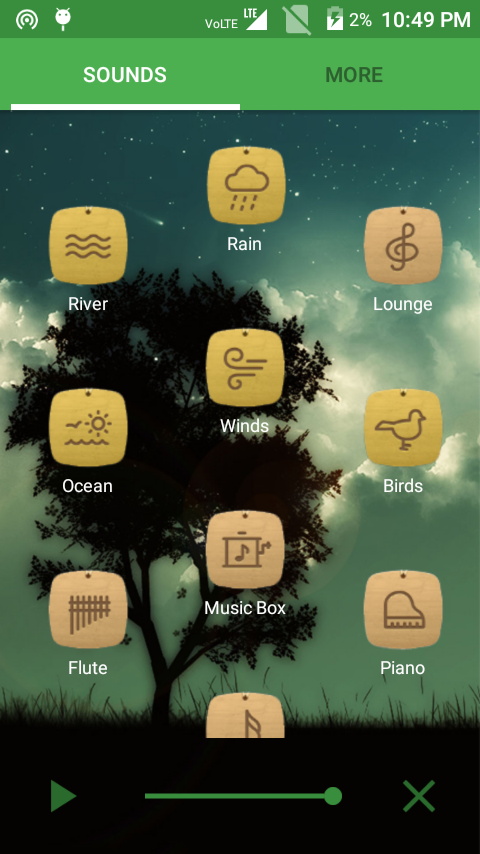 VoLTE LTE 2% 10:49 PM
SOUNDS MORE
Rain
River
Lounge
Winds
Ocean
Birds
Music Box
Flute
Piano